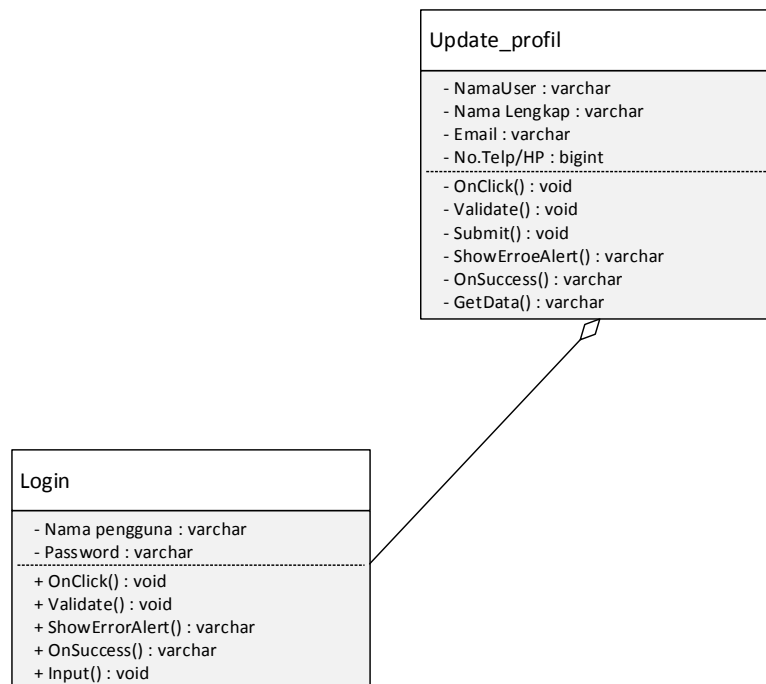 Update_profil
- NamaUser : varchar
- Nama Lengkap : varchar
- Email : varchar
- No.Telp/HP : bigint
- OnClick() : void
- Validate() : void
- Submit() : void
- ShowErroeAlert() : varchar
- OnSuccess() : varchar
- GetData() : varchar
Login
- Nama pengguna : varchar
- Password : varchar
+ OnClick() : void
+ Validate() : void
+ ShowErrorAlert() : varchar
+ OnSuccess() : varchar
+ Input() : void